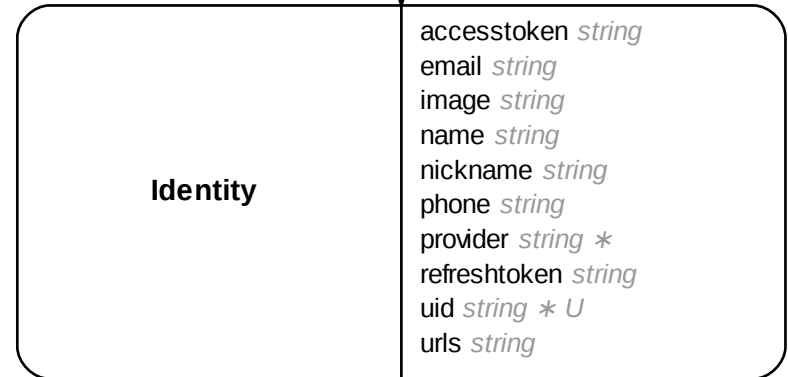 Identity
accesstoken string
email string
image string
name string
nickname string
phone string
provider string ∗
refreshtoken string
uid string ∗ U
urls string